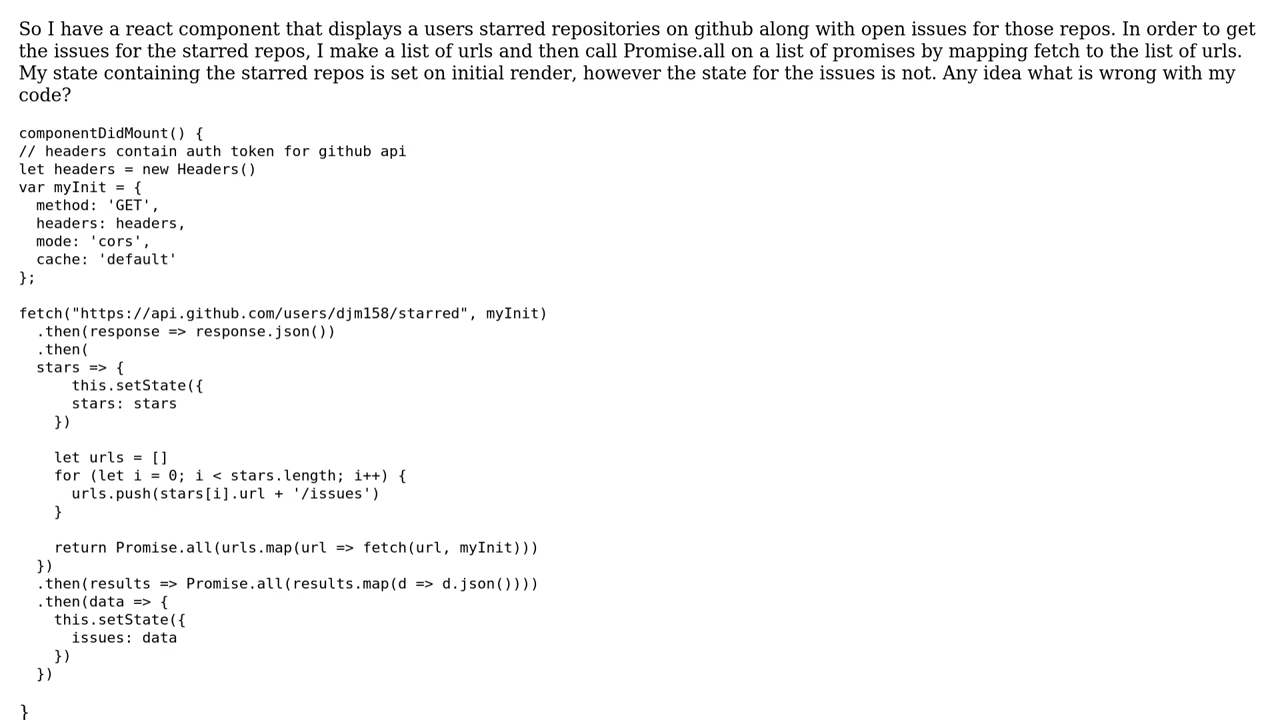 So I have a react component that displays a users starred repositories on github along with open issues for those repos. In order to get
the issues for the starred repos, I make a list of urls and then call Promise.all on a list of promises by mapping fetch to the list of urls.
My state containing the starred repos is set on initial render, however the state for the issues is not. Any idea what is wrong with my
code?

componentDidMount() {
// headers contain auth token for github api
let headers = new Headers()
var myInit = {
  method: 'GET',
  headers: headers,
  mode: 'cors',
  cache: 'default'
};

fetch("https://api.github.com/users/djm158/starred", myInit)
  .then(response => response.json())
  .then(
  stars => {
      this.setState({
      stars: stars
    })

    let urls = []
    for (let i = 0; i < stars.length; i++) {
      urls.push(stars[i].url + '/issues')
    }

    return Promise.all(urls.map(url => fetch(url, myInit)))
  })
  .then(results => Promise.all(results.map(d => d.json())))
  .then(data => {
    this.setState({
      issues: data
    })
  })

}